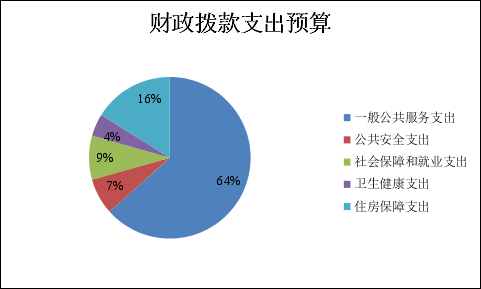 财政拨款支出预算
16%
4%
9%
7%
64%
一般公共服务支出
公共安全支出
社会保障和就业支出
卫生健康支出
住房保障支出